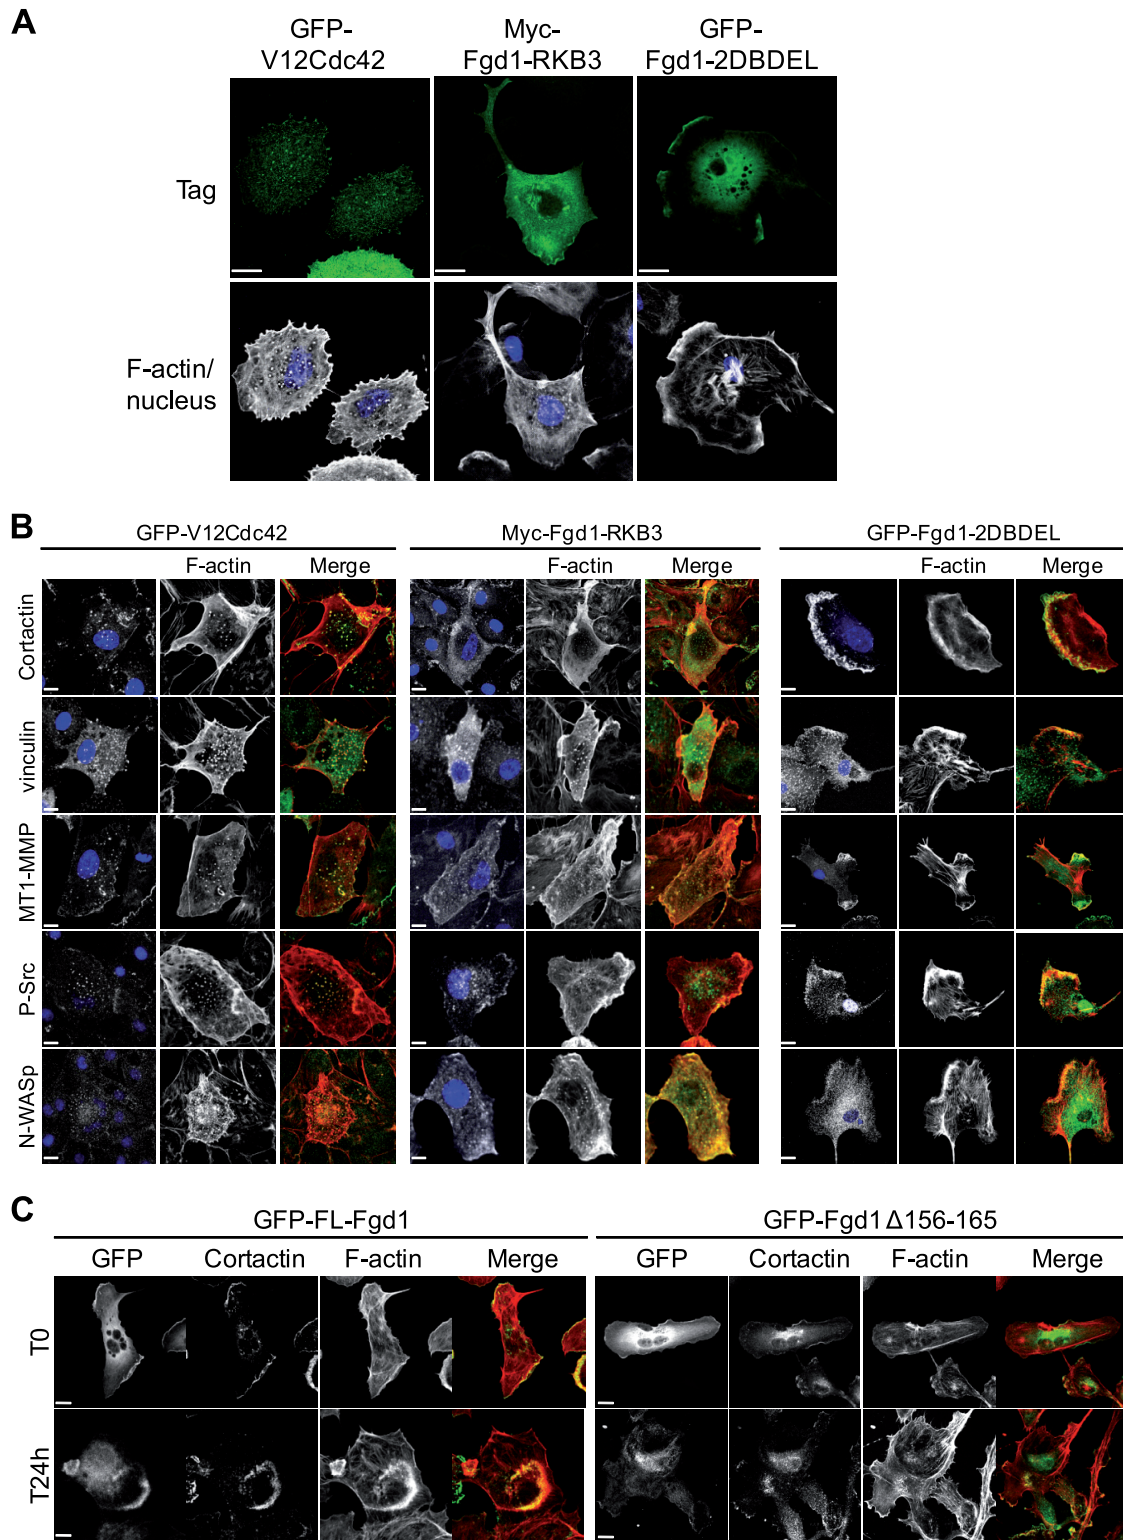 A
GFP-
V12Cdc42
Myc-
Fgd1-RKB3
GFP-
Fgd1-2DBDEL
Tag
F-actin/
nucleus
B
GFP-V12Cdc42
Myc-Fgd1-RKB3
GFP-Fgd1-2DBDEL
F-actin
Merge
F-actin
Merge
F-actin
Merge
Cortactin
vinculin
MT1-MMP
P-Src
N-WASp
C
GFP-FL-Fgd1
GFP-Fgd1 Δ156-165
GFP
Cortactin
F-actin
Merge
GFP
Cortactin
F-actin
Merge
T0
T24h